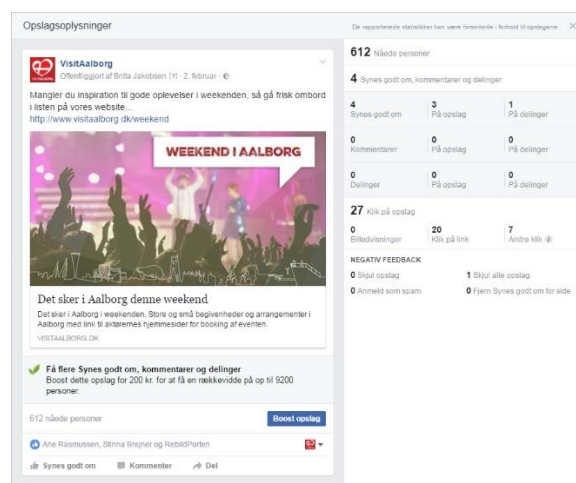 Opslagsoplysninger
De rapporterede statistikker kan være forsinkede i forhold til opslagene
VisitAalborg
Offentliggjort af Britta Jakobsen [?] · 2. februar ·
Mangler du inspiration til gode oplevelser i weekenden, så gå frisk ombord
i listen på vores website...
http://www.visitaalborg.dk/weekend
WEEKEND I AALBORG
Det sker i Aalborg denne weekend
Det sker i Aalborg i weekenden. Store og små begivenheder og arrangementer i
Aalborg med link til aktørernes hjemmesider for booking af eventen.
VISITAALBORG.DK
Få flere Synes godt om, kommentarer og delinger
Boost dette opslag for 200 kr. for at få en rækkevidde på op til 9200
personer.
612 nåede personer
Boost opslag
Ane Rasmussen, Stinna Brejner og RebildPorten
Synes godt om Kommenter Del
612 Nåede personer
4 Synes godt om, kommentarer og delinger
4 3 1
Synes godt om På opslag På delinger
0 0 0
Kommentarer På opslag På delinger
0 0 0
Delinger På opslag På delinger
27 Klik på opslag
0 20 7
Billedvisninger Klik på link Andre klik
NEGATIV FEEDBACK
0 Skjul opslag 1 Skjul alle opslag
0 Anmeld som spam 0 Fjern Synes godt om for side